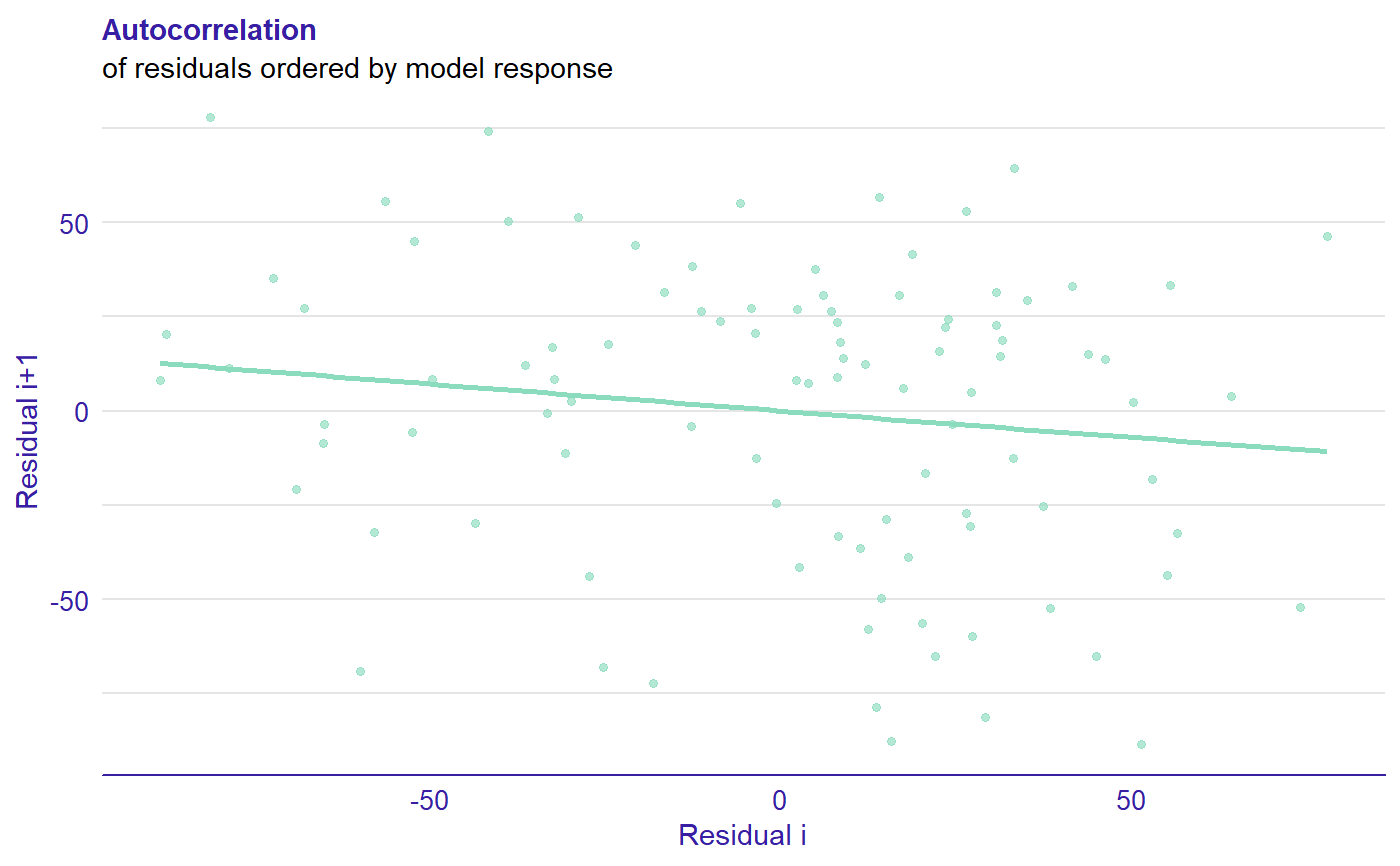 Autocorrelation
of residuals ordered by model response
Residual i+1
50
0
-50
-50 0 50
Residual i